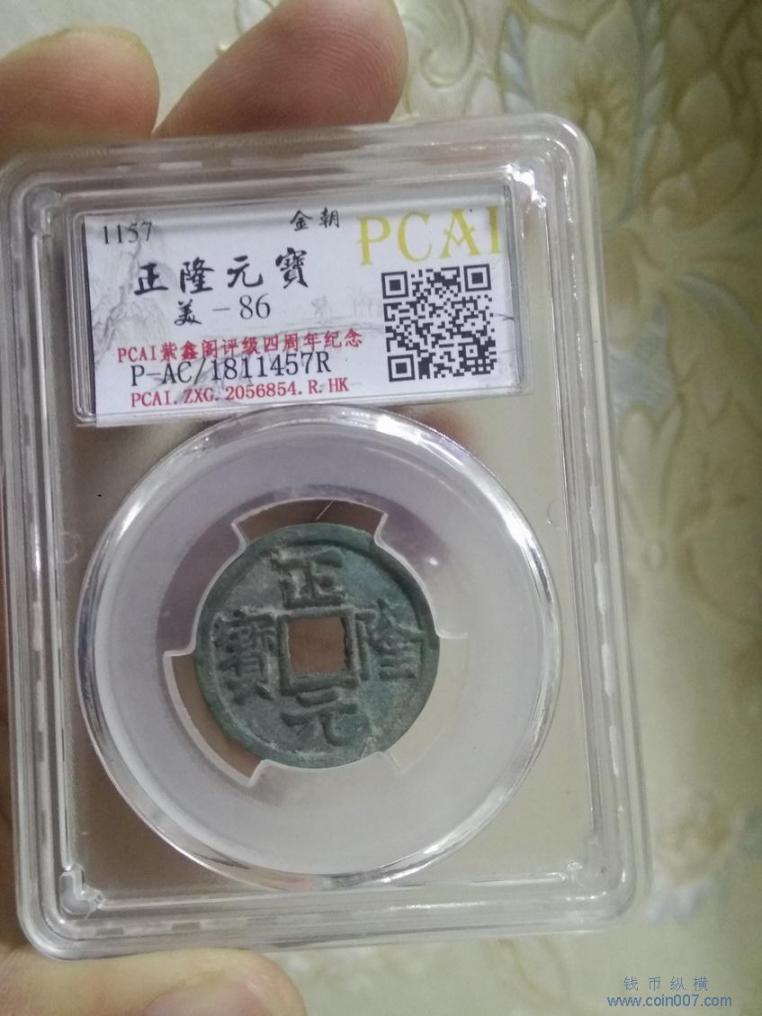 1157
金朝
PCAI
正隆元寶
美－86
PCAI紫鑫阁评级四周年纪念
P-AC/1811457R
PCAI.ZXG.2056854.R.HK
正隆元寶
钱币纵横
www.coin007.com